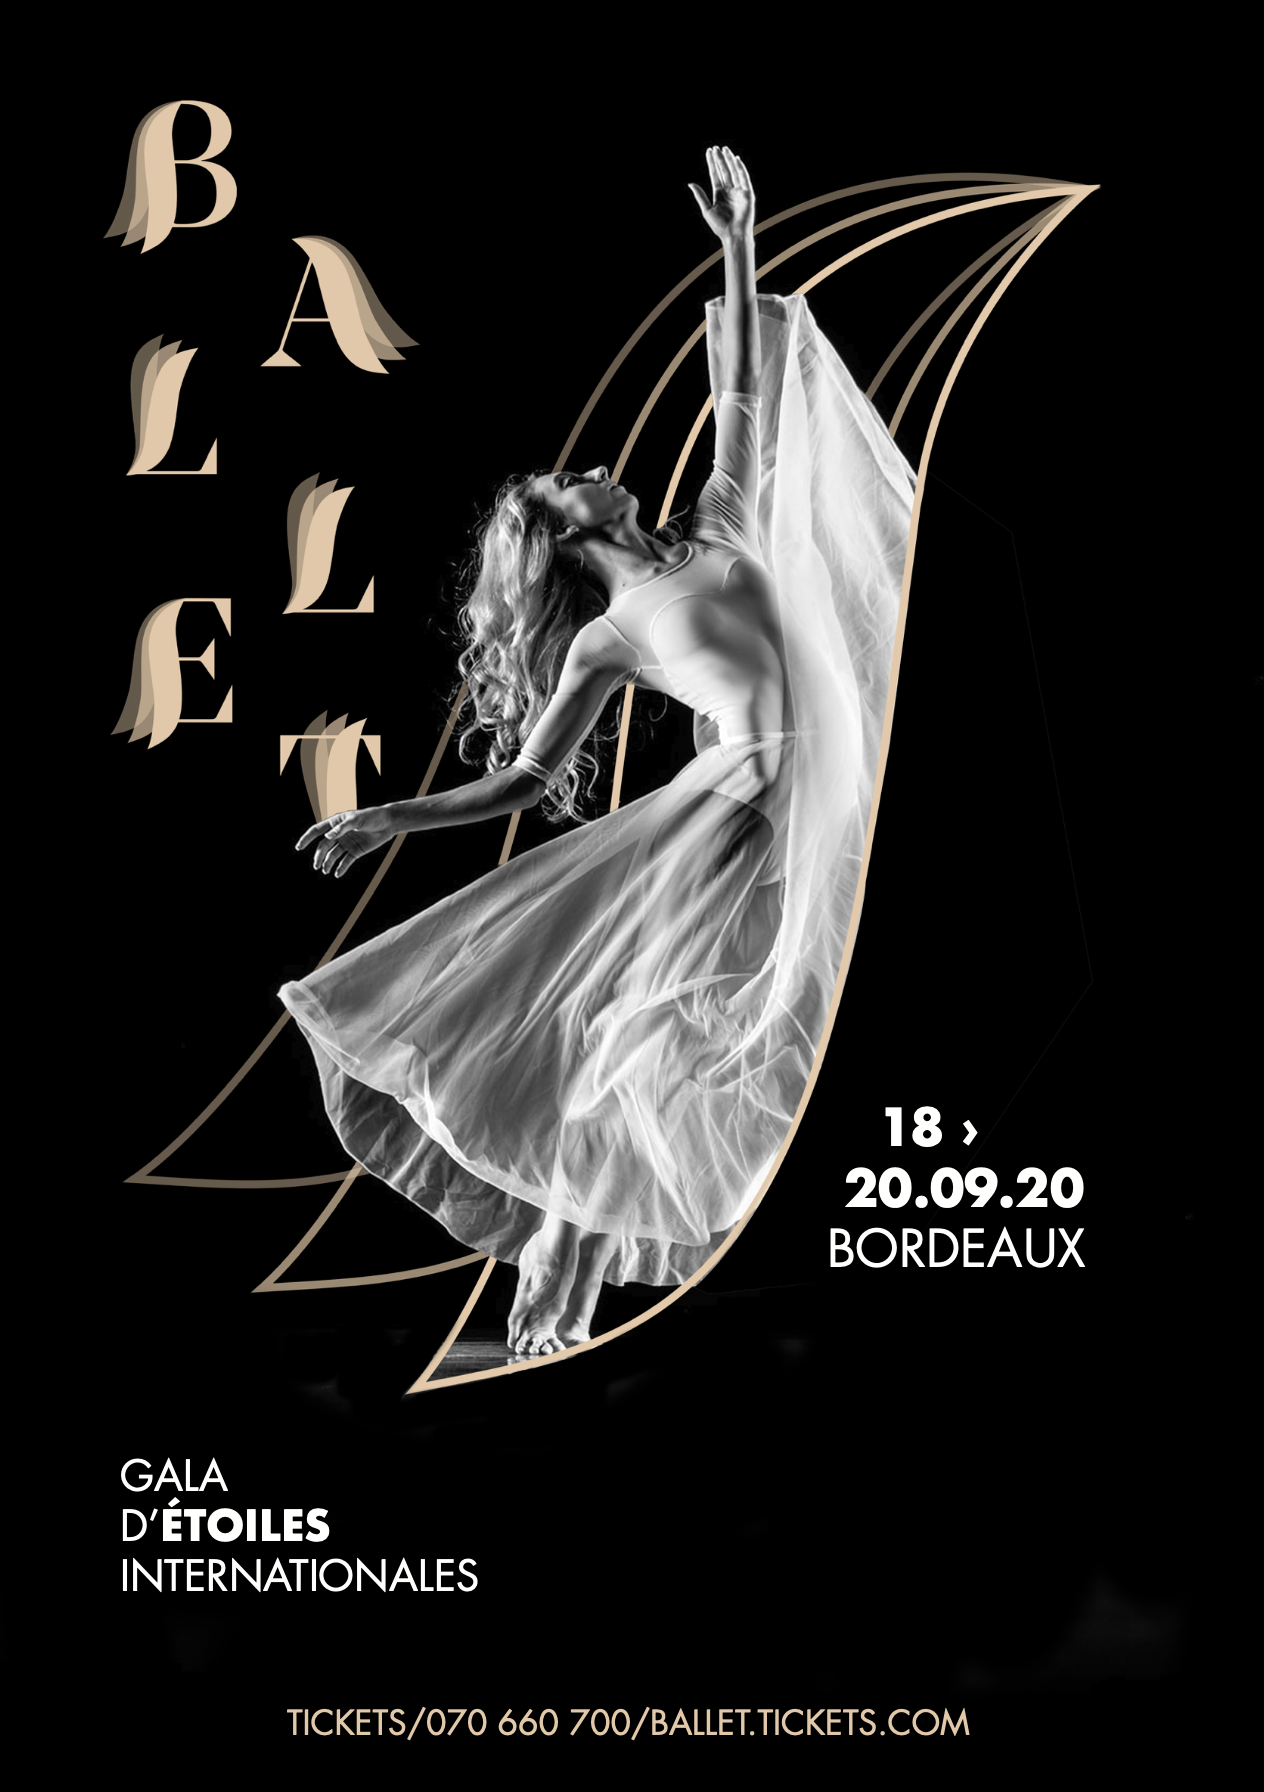 BALLET
18 ›
20.09.20
BORDEAUX
GALA
D’ÉTOILES
INTERNATIONALES
TICKETS/070 660 700/BALLET.TICKETS.COM